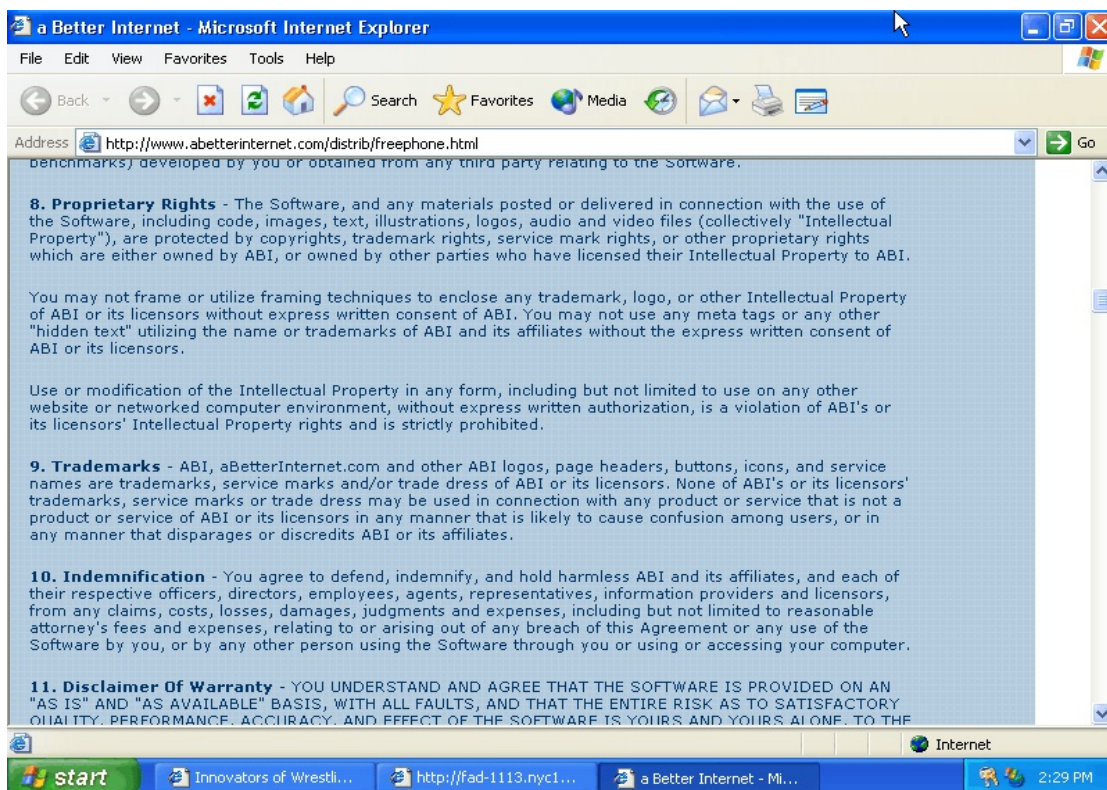 a Better Internet - Microsoft Internet Explorer
File Edit View Favorites Tools Help
Back Search Favorites Media
Address http://www.abetterinternet.com/distrib/freephone.html Go
benchmarks) developed by you or obtained from any third party relating to the Software.
8. Proprietary Rights - The Software, and any materials posted or delivered in connection with the use of
the Software, including code, images, text, illustrations, logos, audio and video files (collectively "Intellectual
Property"), are protected by copyrights, trademark rights, service mark rights, or other proprietary rights
which are either owned by ABI, or owned by other parties who have licensed their Intellectual Property to ABI.
You may not frame or utilize framing techniques to enclose any trademark, logo, or other Intellectual Property
of ABI or its licensors without express written consent of ABI. You may not use any meta tags or any other
"hidden text" utilizing the name or trademarks of ABI and its affiliates without the express written consent of
ABI or its licensors.
Use or modification of the Intellectual Property in any form, including but not limited to use on any other
website or networked computer environment, without express written authorization, is a violation of ABI's or
its licensors' Intellectual Property rights and is strictly prohibited.
9. Trademarks - ABI, aBetterInternet.com and other ABI logos, page headers, buttons, icons, and service
names are trademarks, service marks and/or trade dress of ABI or its licensors. None of ABI's or its licensors'
trademarks, service marks or trade dress may be used in connection with any product or service that is not a
product or service of ABI or its licensors in any manner that is likely to cause confusion among users, or in
any manner that disparages or discredits ABI or its affiliates.
10. Indemnification - You agree to defend, indemnify, and hold harmless ABI and its affiliates, and each of
their respective officers, directors, employees, agents, representatives, information providers and licensors,
from any claims, costs, losses, damages, judgments and expenses, including but not limited to reasonable
attorney's fees and expenses, relating to or arising out of any breach of this Agreement or any use of the
Software by you, or by any other person using the Software through you or using or accessing your computer.
11. Disclaimer Of Warranty - YOU UNDERSTAND AND AGREE THAT THE SOFTWARE IS PROVIDED ON AN
"AS IS" AND "AS AVAILABLE" BASIS, WITH ALL FAULTS, AND THAT THE ENTIRE RISK AS TO SATISFACTORY
QUALITY, PERFORMANCE, ACCURACY, AND EFFECT OF THE SOFTWARE IS YOURS AND YOURS ALONE. TO THE
Internet
start Innovators of Wrestli... http://fad-1113.nyc1... a Better Internet - Mi... 2:29 PM